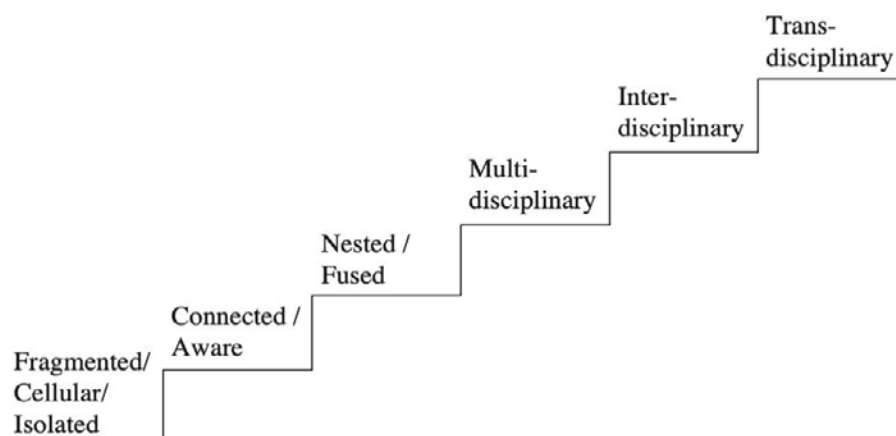 Trans-
disciplinary
Inter-
disciplinary
Multi-
disciplinary
Nested /
Fused
Connected /
Aware
Fragmented/
Cellular/
Isolated